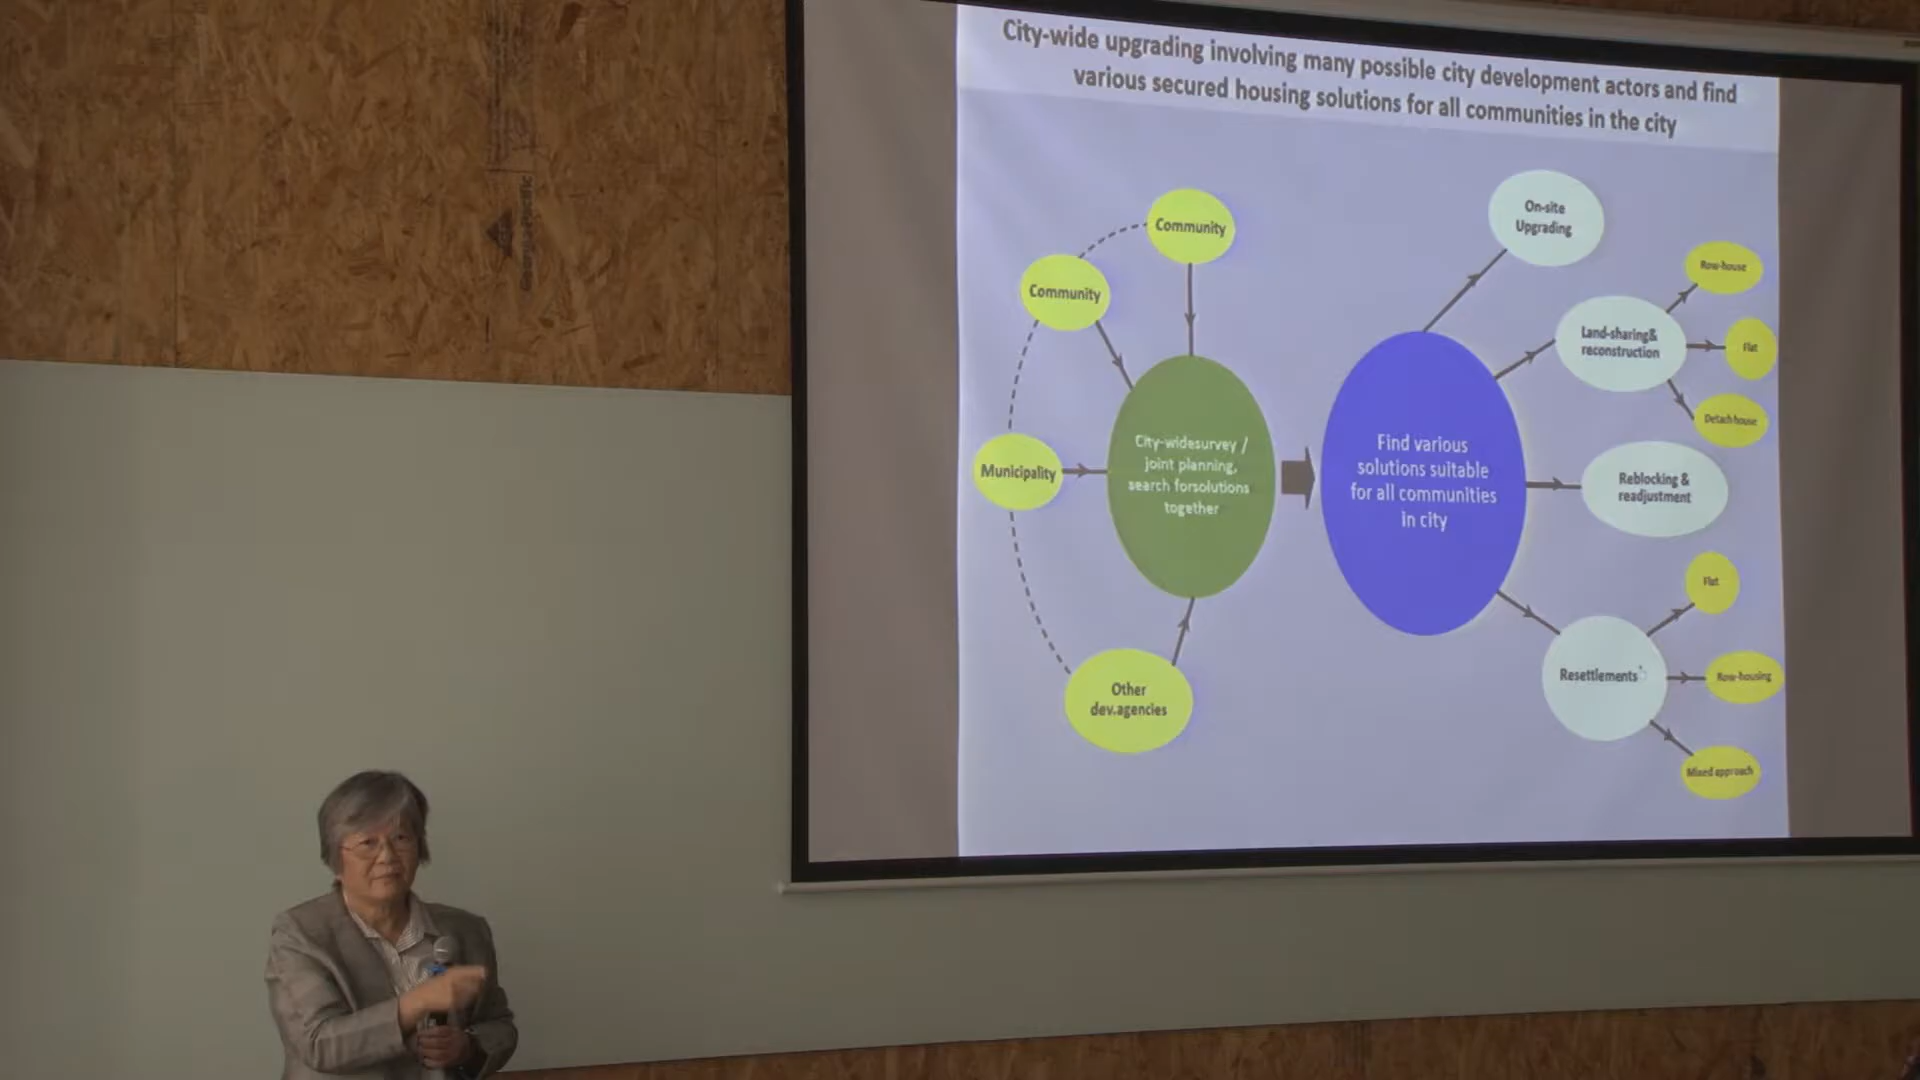 City-wide upgrading involving many possible city development actors and find
various secured housing solutions for all communities in the city
Community
Community
Municipality
Other
dev.agencies
City-widesurvey /
joint planning,
search forsolutions
together
Find various
solutions suitable
for all communities
in city
On-site
Upgrading
Land-sharing&
reconstruction
Row-house
Flat
Detach house
Reblocking &
readjustment
Resettlements
Flat
Row-housing
Mixed approach
Georgia-Pacific